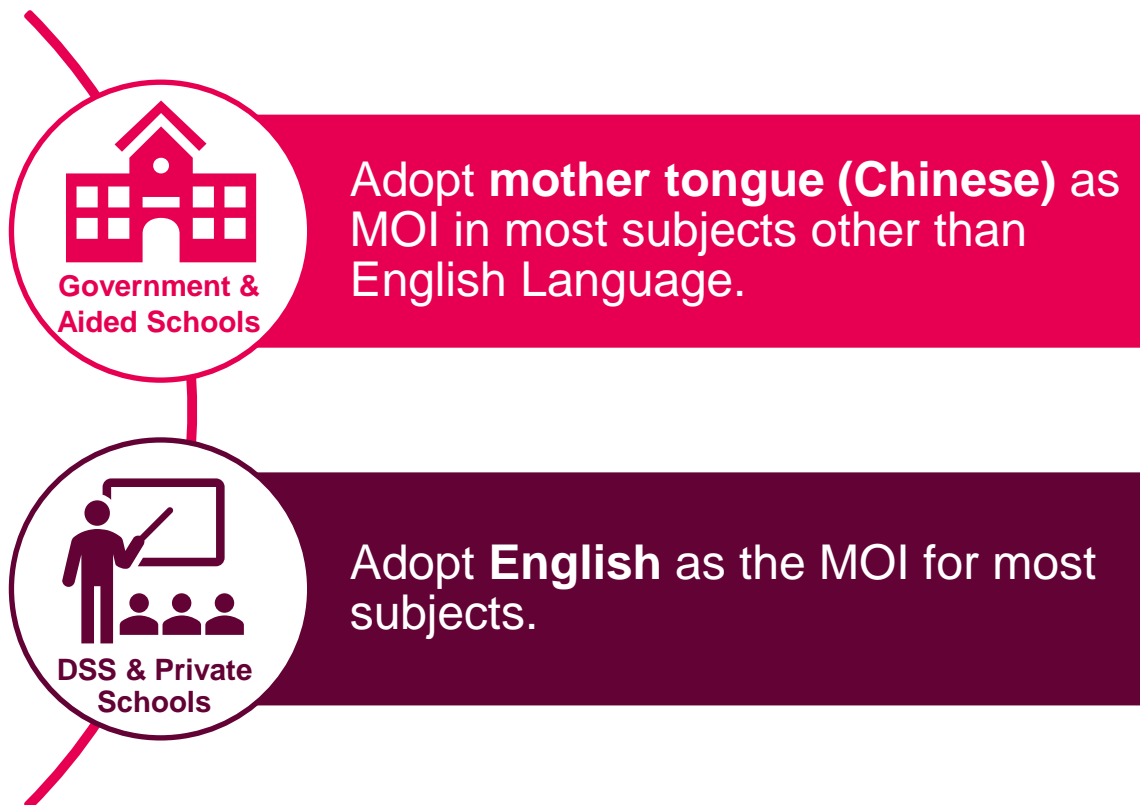 Government &
Aided Schools
Adopt mother tongue (Chinese) as
MOI in most subjects other than
English Language.
DSS & Private
Schools
Adopt English as the MOI for most
subjects.